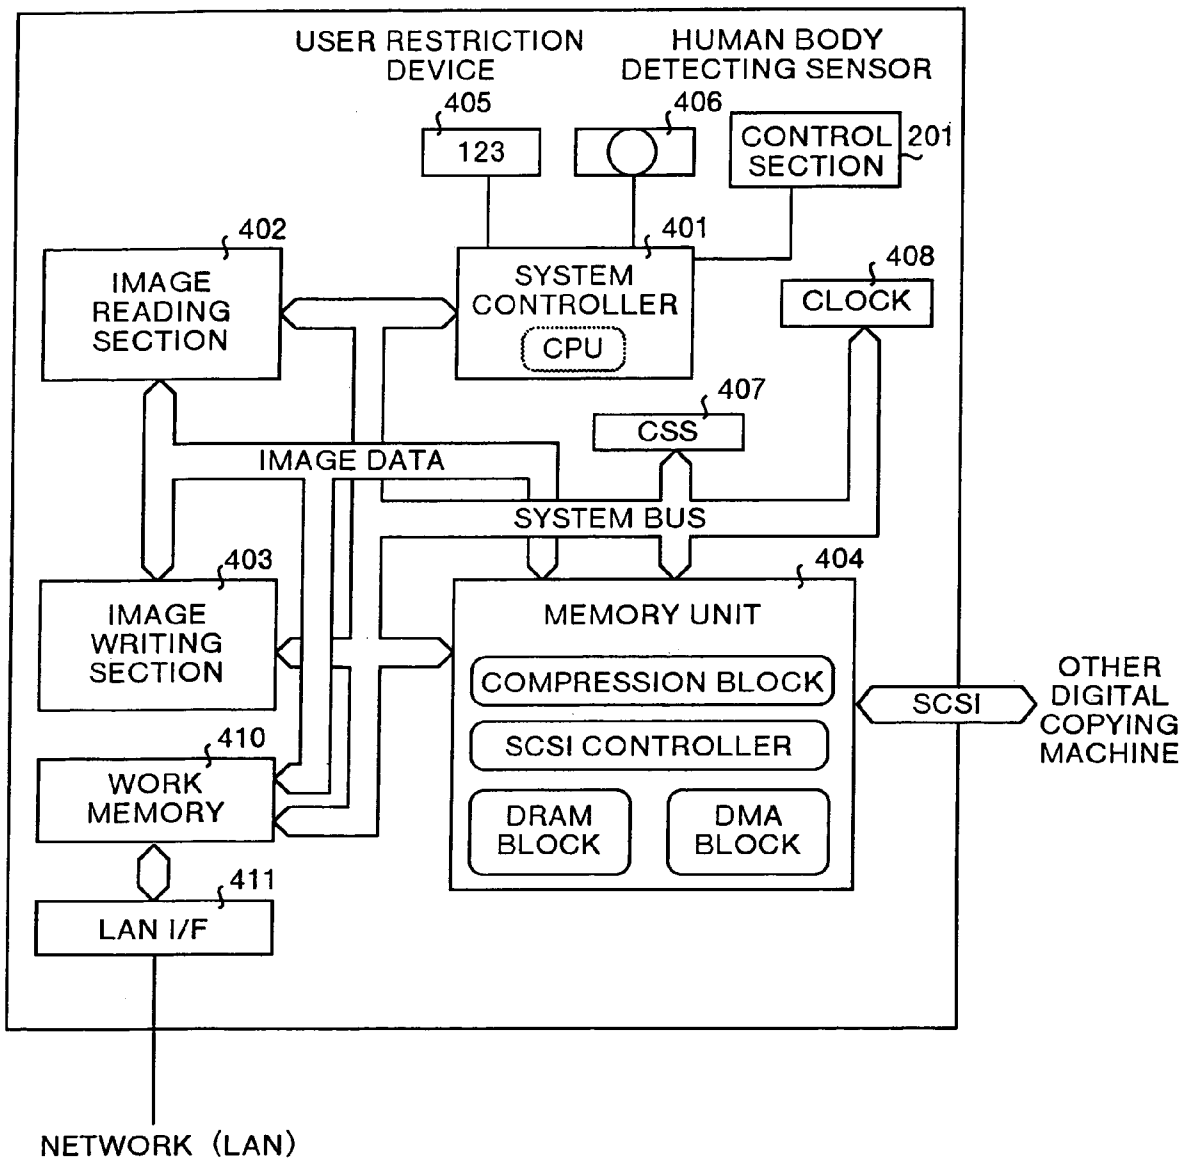 USER RESTRICTION
DEVICE
HUMAN BODY
DETECTING SENSOR
405
406
123
CONTROL
SECTION
201
402
401
408
IMAGE
READING
SECTION
SYSTEM
CONTROLLER
CPU
CLOCK
407
CSS
IMAGE DATA
SYSTEM BUS
403
404
IMAGE
WRITING
SECTION
MEMORY UNIT
COMPRESSION BLOCK
SCSI CONTROLLER
DRAM
BLOCK
DMA
BLOCK
SCSI
OTHER
DIGITAL
COPYING
MACHINE
410
WORK
MEMORY
411
LAN I/F
NETWORK (LAN)